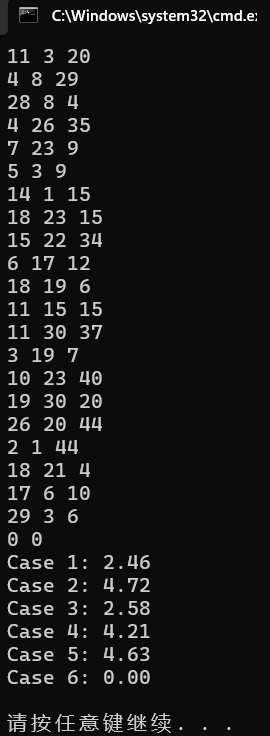 C:\Windows\system32\cmd.e
11 3 20
4 8 29
28 8 4
4 26 35
7 23 9
5 3 9
14 1 15
18 23 15
15 22 34
6 17 12
18 19 6
11 15 15
11 30 37
3 19 7
10 23 40
19 30 20
26 20 44
2 1 44
18 21 4
17 6 10
29 3 6
0 0
Case 1: 2.46
Case 2: 4.72
Case 3: 2.58
Case 4: 4.21
Case 5: 4.63
Case 6: 0.00
请按任意键继续. . .